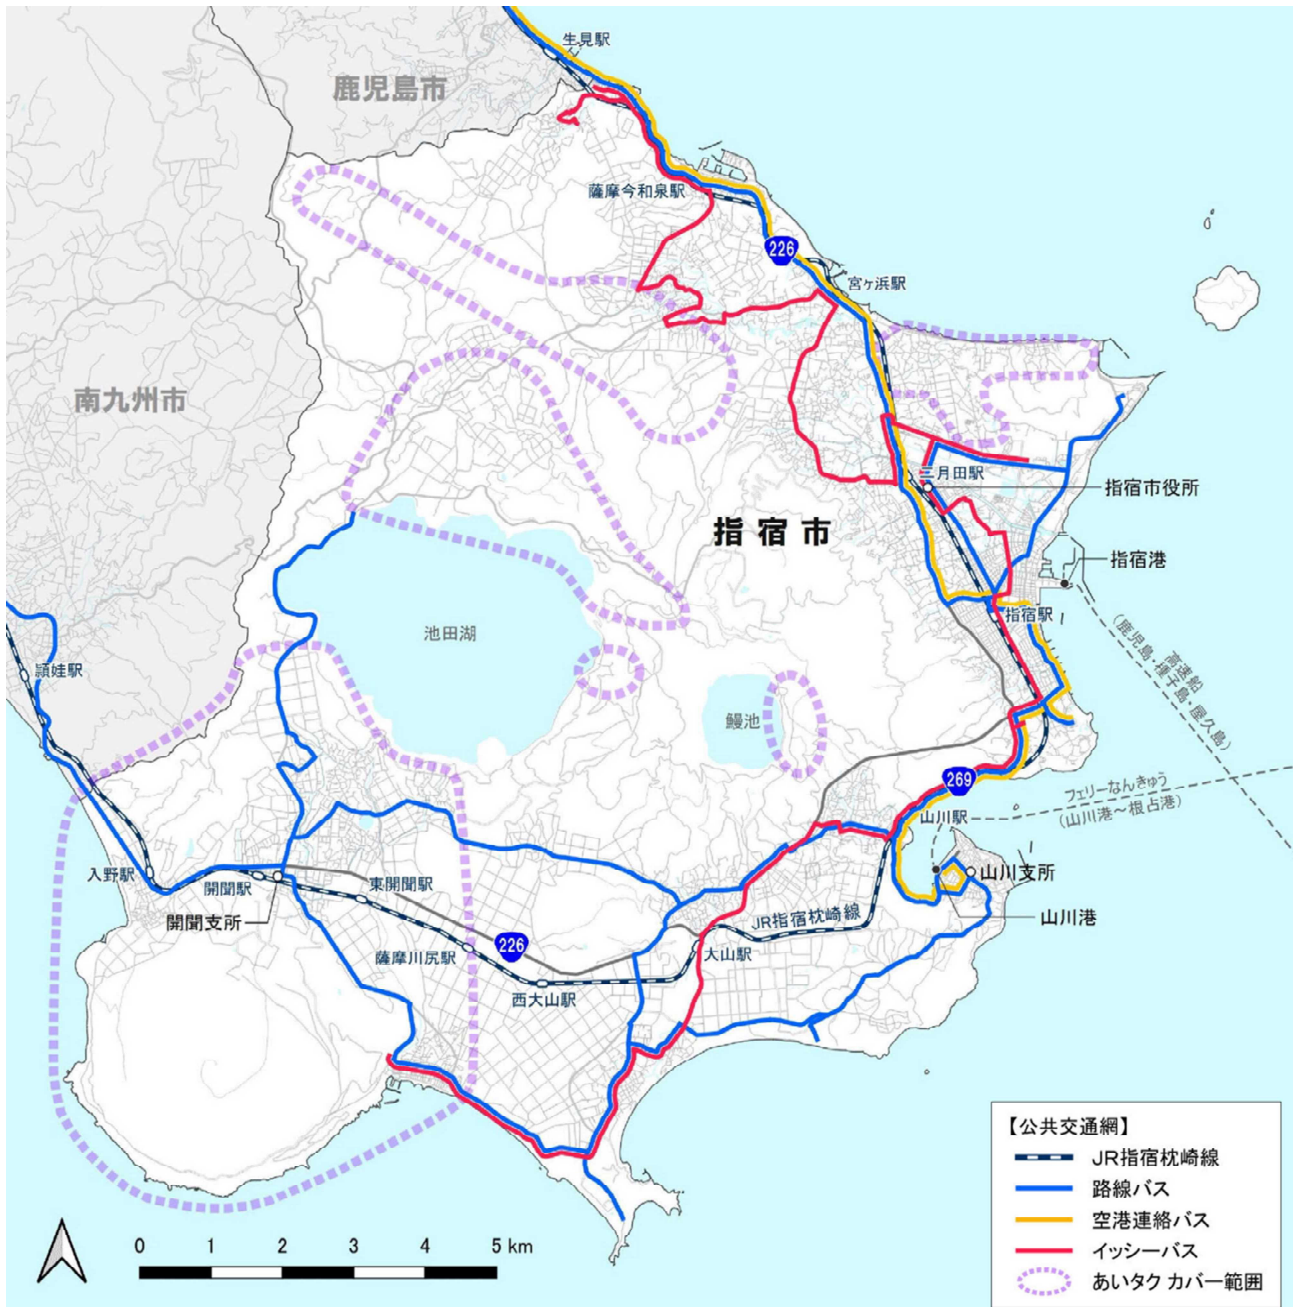 生見駅
鹿児島市
薩摩今和泉駅
226
宮ヶ浜駅
南九州市
二月田駅
指宿市役所
指宿市
指宿港
指宿駅
高速船
(鹿児島・種子島・屋久島)
池田湖
頴娃駅
鰻池
269
フェリーなんきゅう
(山川港～根占港)
山川駅
山川支所
入野駅
開聞駅
東開聞駅
開聞支所
山川港
JR指宿枕崎線
226
大山駅
薩摩川尻駅
西大山駅
【公共交通網】
JR指宿枕崎線
路線バス
空港連絡バス
イッシーバス
あいタク カバー範囲
0 1 2 3 4 5 km